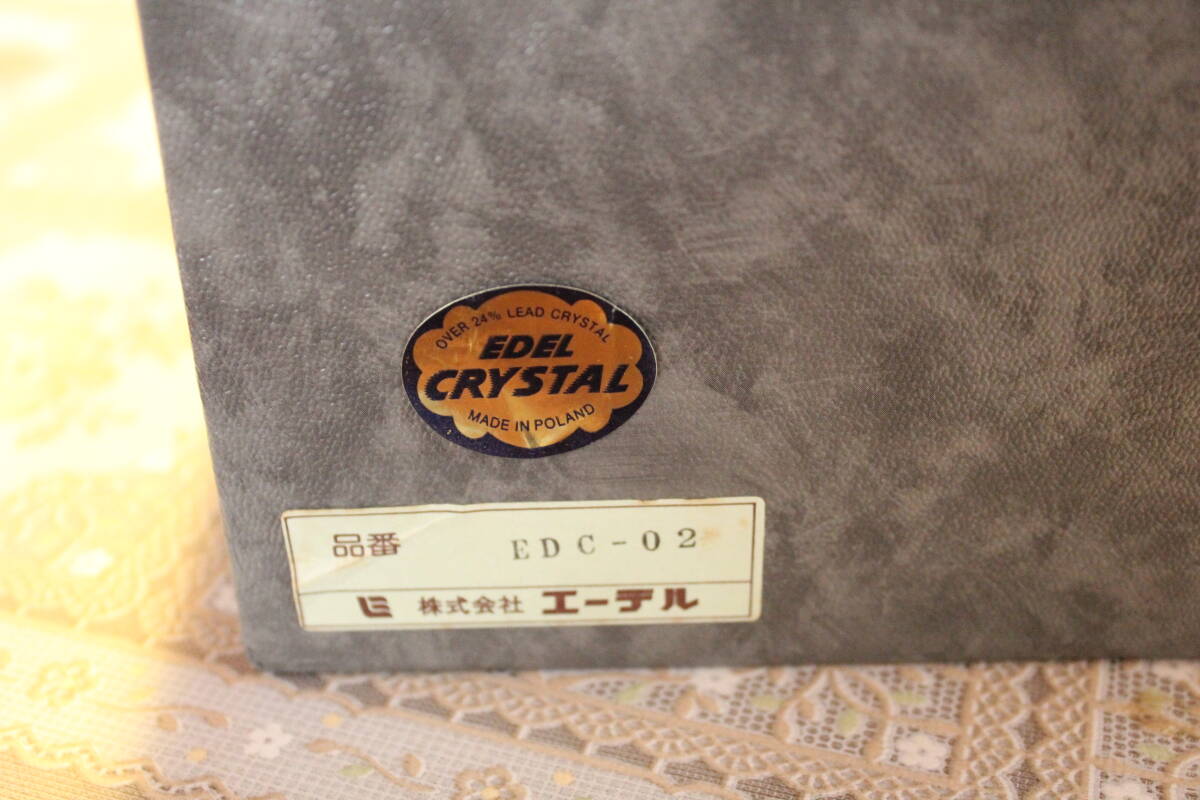 OVER 24% LEAD CRYSTAL
EDEL
CRYSTAL
MADE IN POLAND
品番 EDC-02
株式会社 エーデル